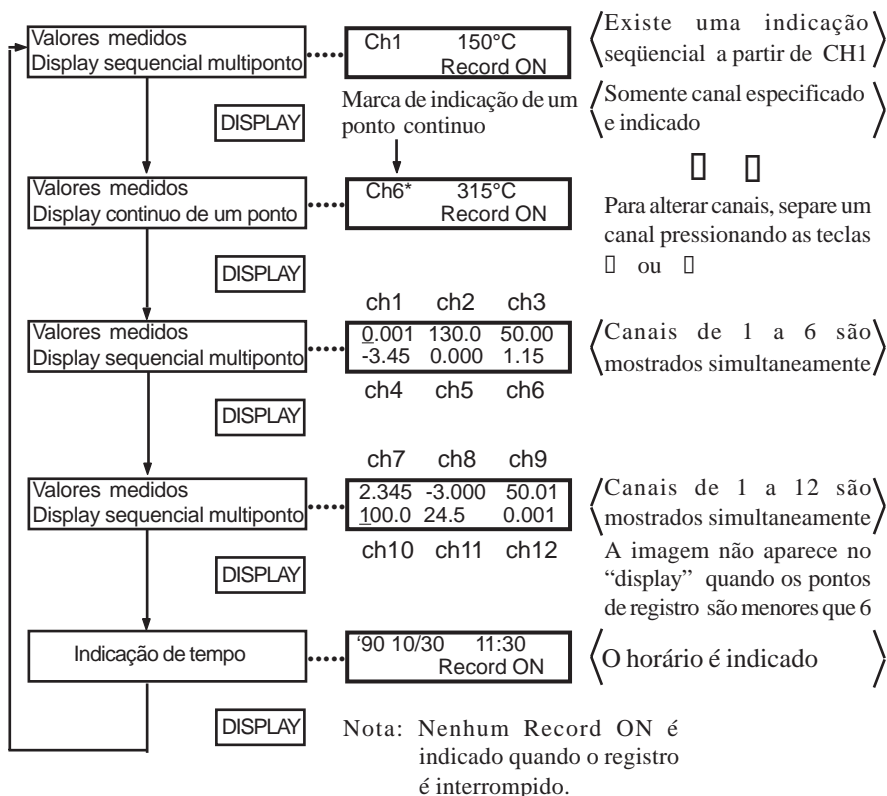 Valores medidos
Display sequencial multiponto
Ch1 150°C
Record ON
Existe uma indicação
seqüencial a partir de CH1
DISPLAY
Marca de indicação de um
ponto continuo
Somente canal especificado
e indicado
Valores medidos
Display continuo de um ponto
Ch6* 315°C
Record ON
Para alterar canais, separe um
canal pressionando as teclas
▯ ou ▯
DISPLAY
ch1 ch2 ch3
Valores medidos
Display sequencial multiponto
0.001 130.0 50.00
-3.45 0.000 1.15
ch4 ch5 ch6
Canais de 1 a 6 são
mostrados simultaneamente
DISPLAY
ch7 ch8 ch9
Valores medidos
Display sequencial multiponto
2.345 -3.000 50.01
100.0 24.5 0.001
ch10 ch11 ch12
Canais de 1 a 12 são
mostrados simultaneamente
A imagem não aparece no
“display” quando os pontos
de registro são menores que 6
DISPLAY
Indicação de tempo
‘90 10/30 11:30
Record ON
O horário é indicado
DISPLAY
Nota: Nenhum Record ON é
indicado quando o registro
é interrompido.